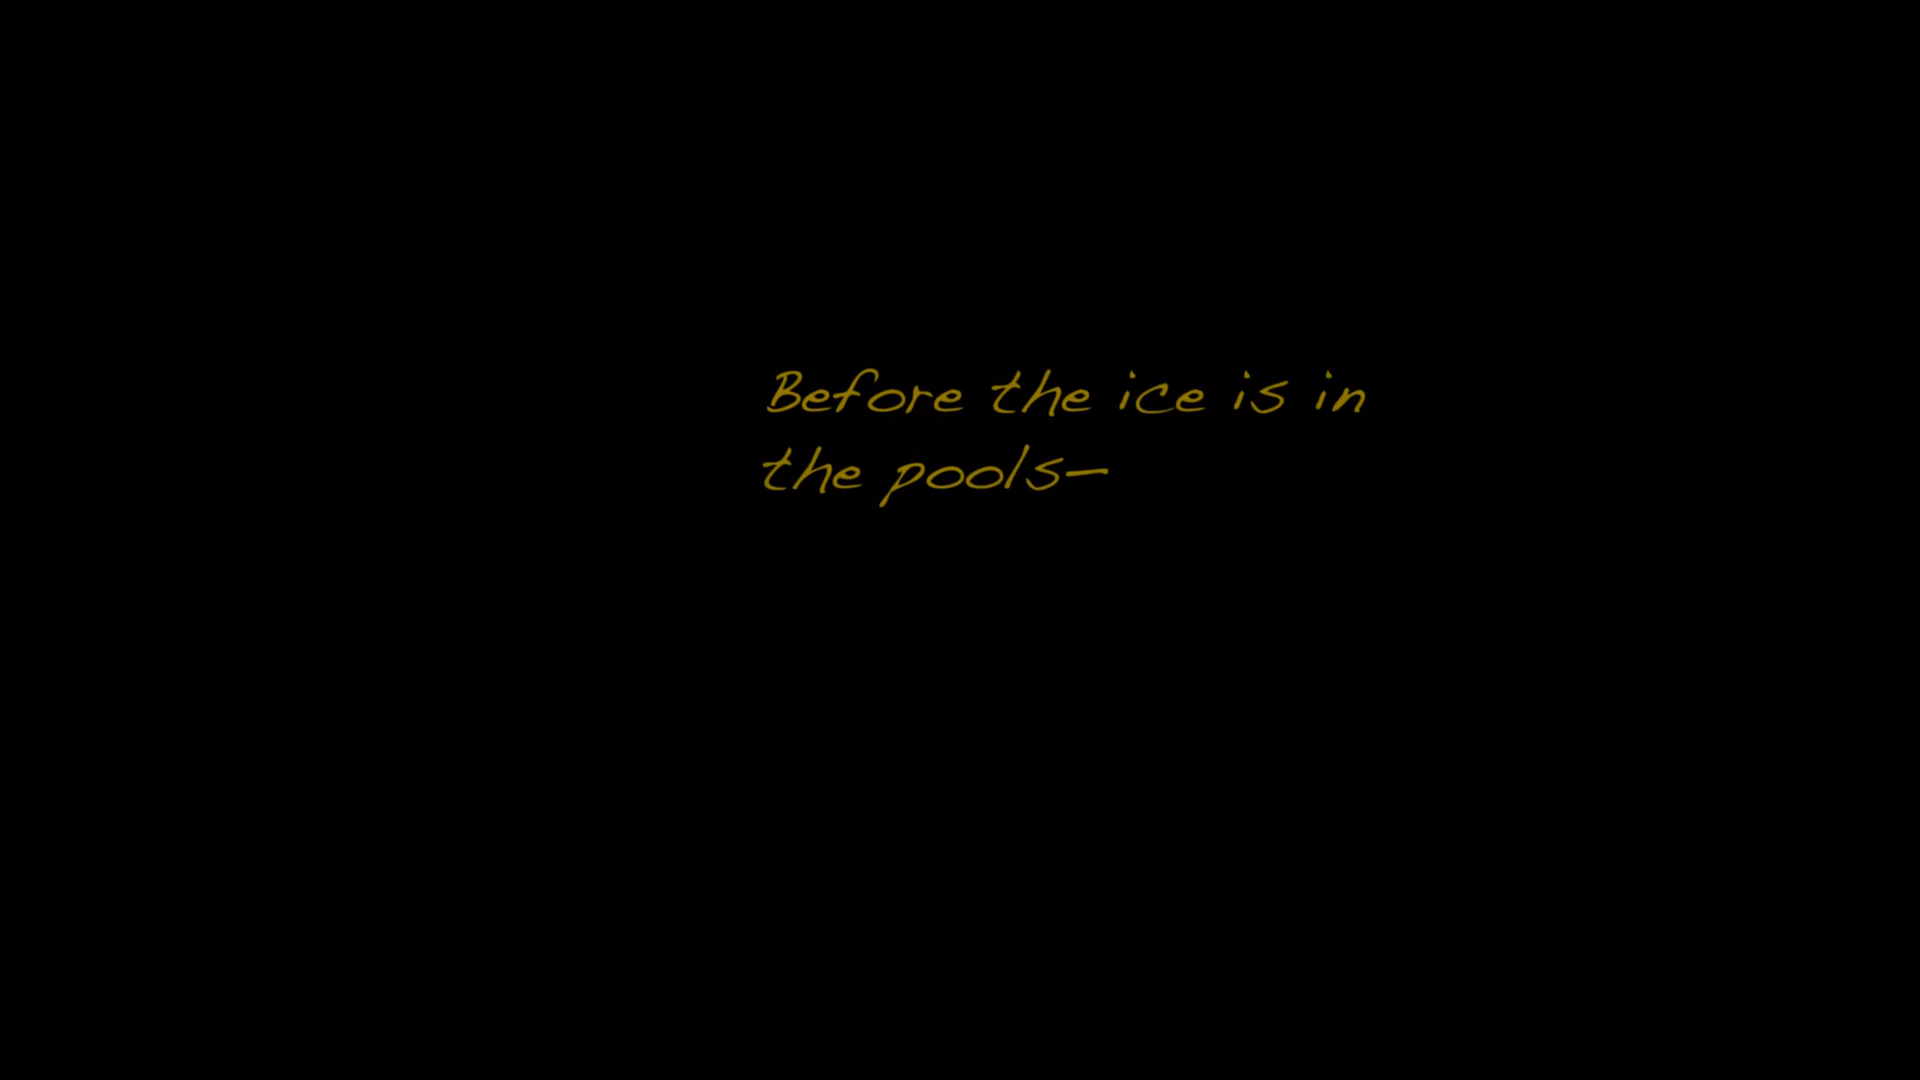 Before the ice is in
the pools—